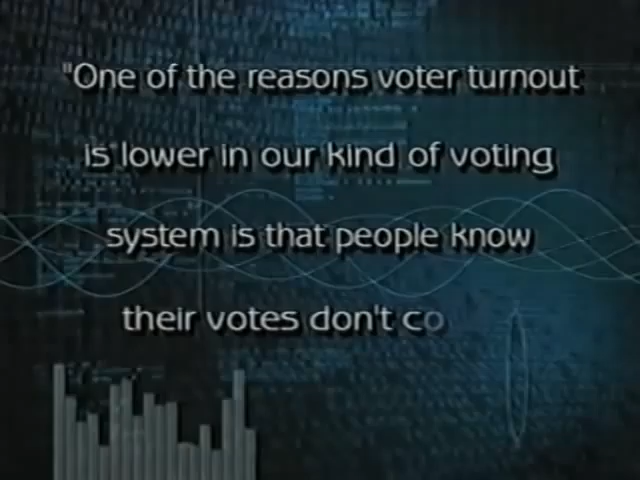 "One of the reasons voter turnout
is lower in our kind of voting
system is that people know
their votes don't co